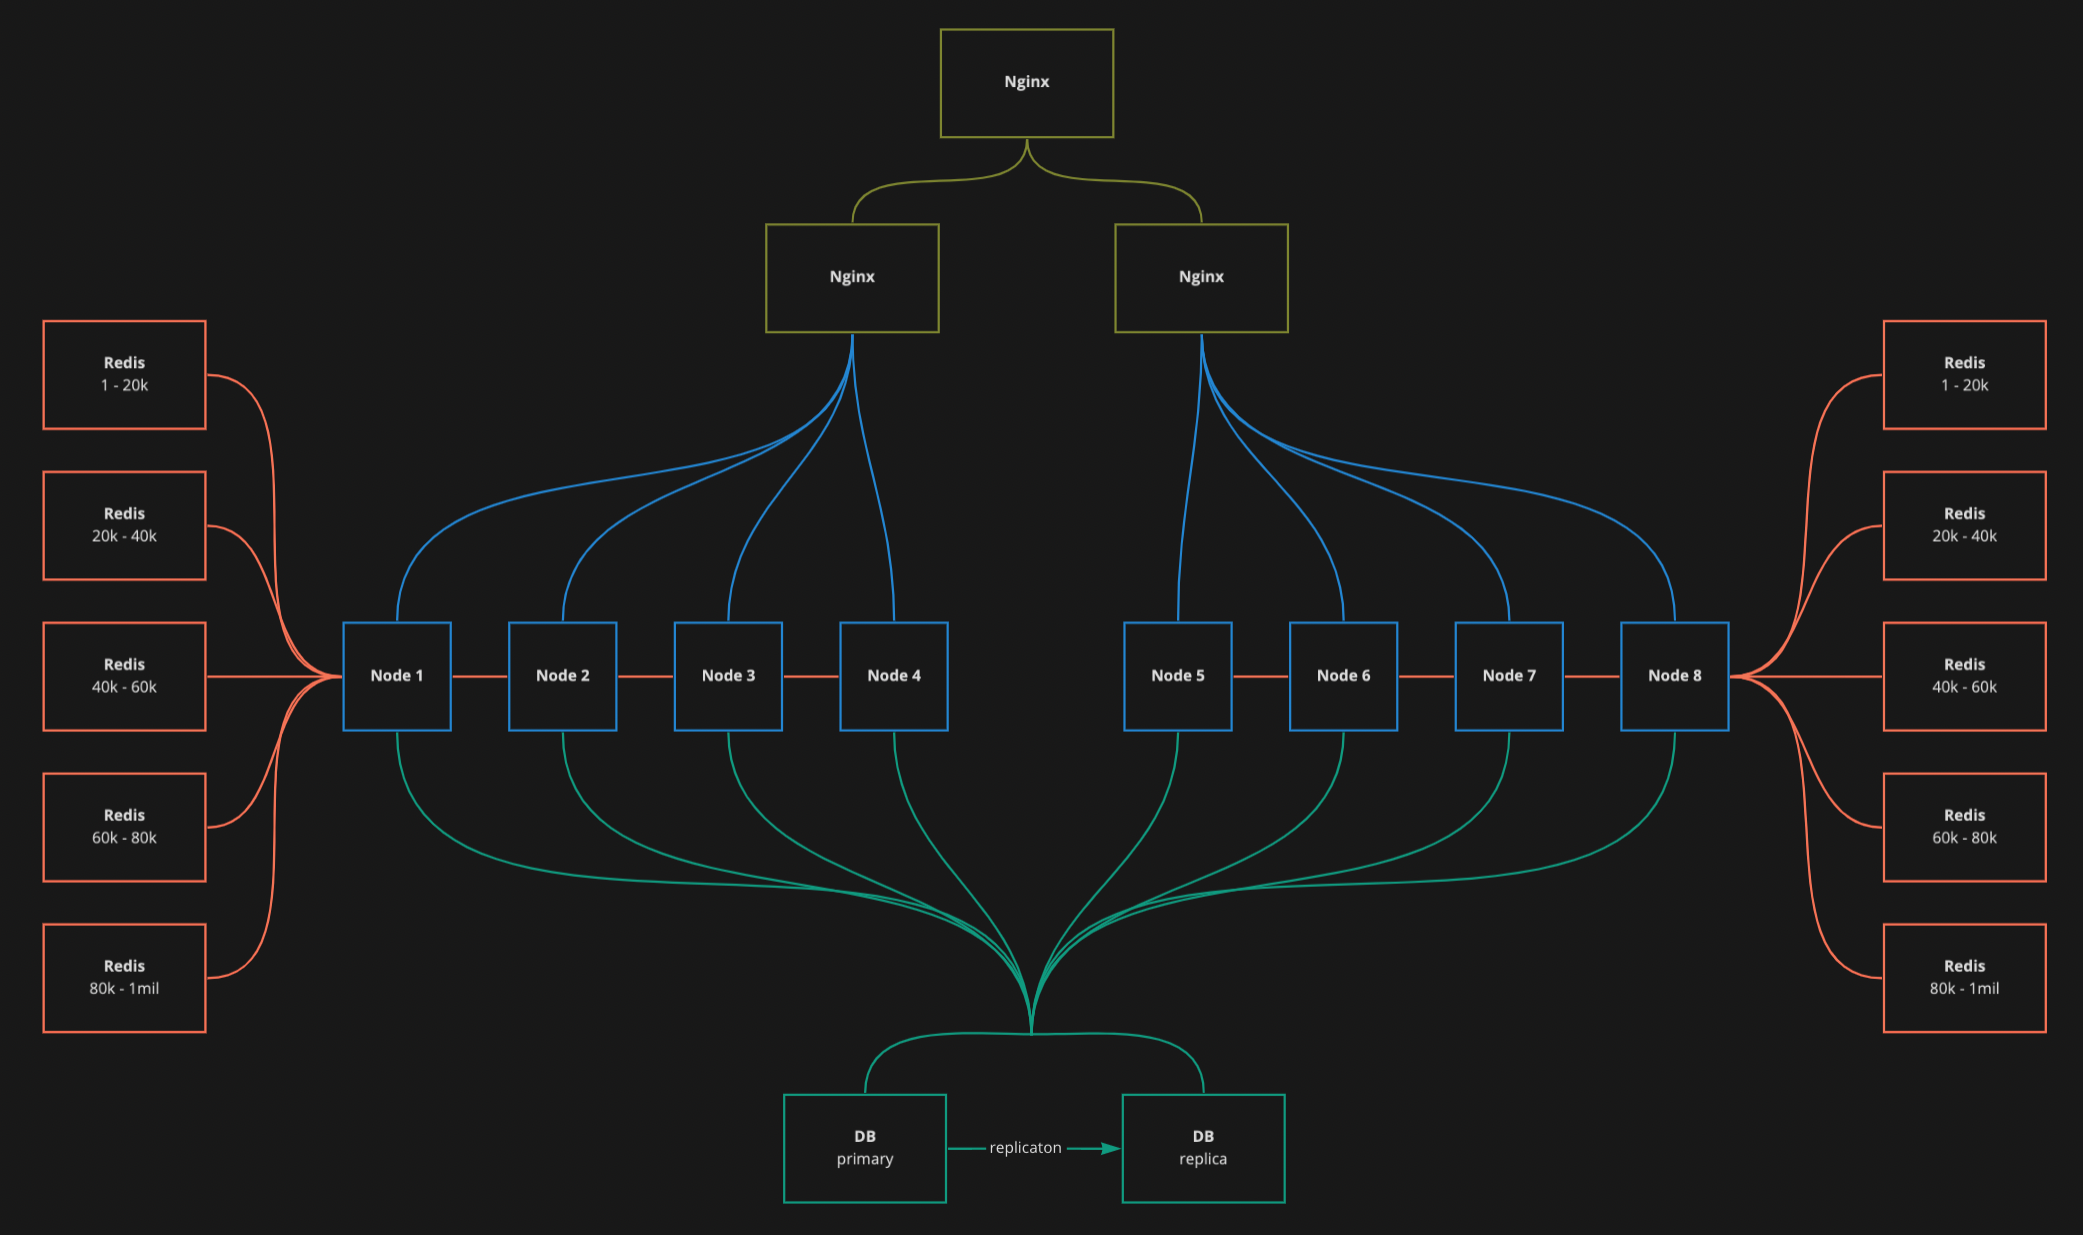 Nginx
Nginx
Nginx
Redis
1 - 20k
Redis
20k - 40k
Redis
40k - 60k
Redis
60k - 80k
Redis
80k - 1mil
Node 1
Node 2
Node 3
Node 4
Node 5
Node 6
Node 7
Node 8
Redis
1 - 20k
Redis
20k - 40k
Redis
40k - 60k
Redis
60k - 80k
Redis
80k - 1mil
DB
primary
replicaton
DB
replica